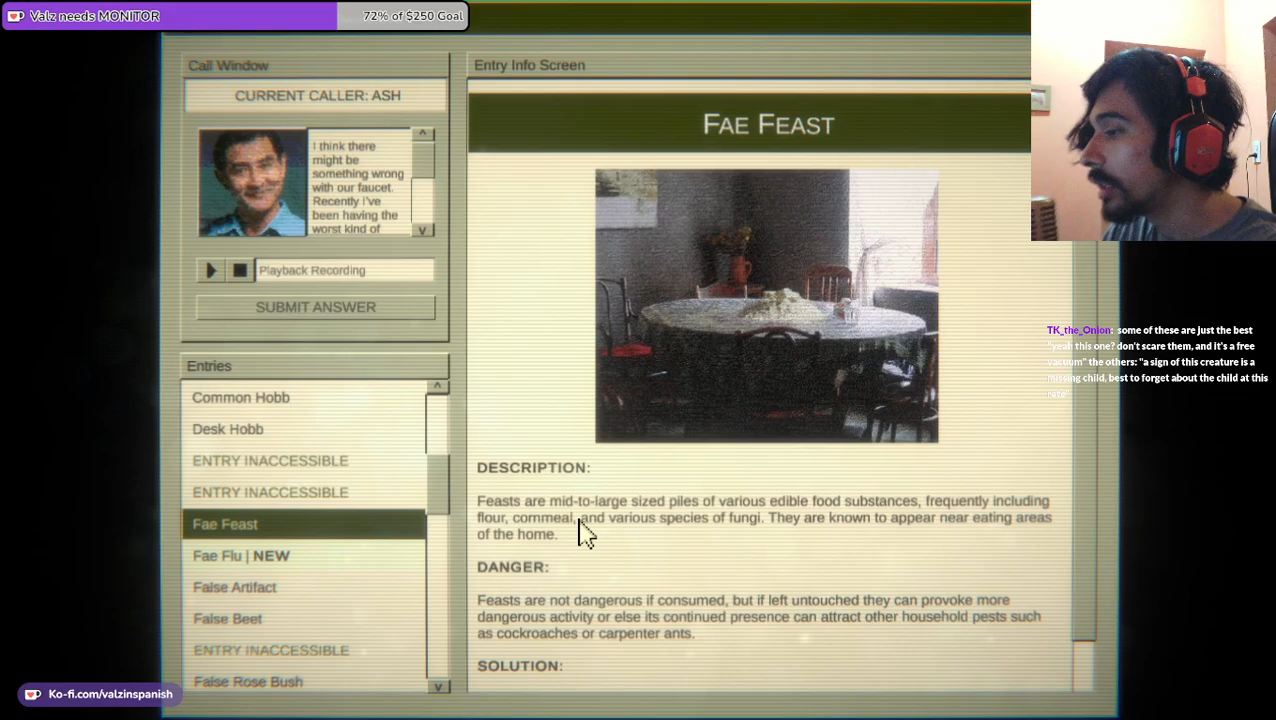 Valz needs MONITOR
72% of $250 Goal
Call Window
CURRENT CALLER: ASH
I think there
might be
something wrong
with our faucet.
Recently I've
been having the
worst kind of
Playback Recording
SUBMIT ANSWER
Entries
Common Hobb
Desk Hobb
ENTRY INACCESSIBLE
ENTRY INACCESSIBLE
Fae Feast
Fae Flu | NEW
False Artifact
False Beet
ENTRY INACCESSIBLE
False Rose Bush
Entry Info Screen
FAE FEAST
DESCRIPTION:
Feasts are mid-to-large sized piles of various edible food substances, frequently including
flour, cornmeal, and various species of fungi. They are known to appear near eating areas
of the home.
DANGER:
Feasts are not dangerous if consumed, but if left untouched they can provoke more
dangerous activity or else its continued presence can attract other household pests such
as cockroaches or carpenter ants.
SOLUTION:
TK_the_Onion: some of these are just the best
"yeah this one? don't scare them, and it's a free
vacuum" the others: "a sign of this creature is a
missing child, best to forget about the child at this
Ko-fi.com/valzinspanish